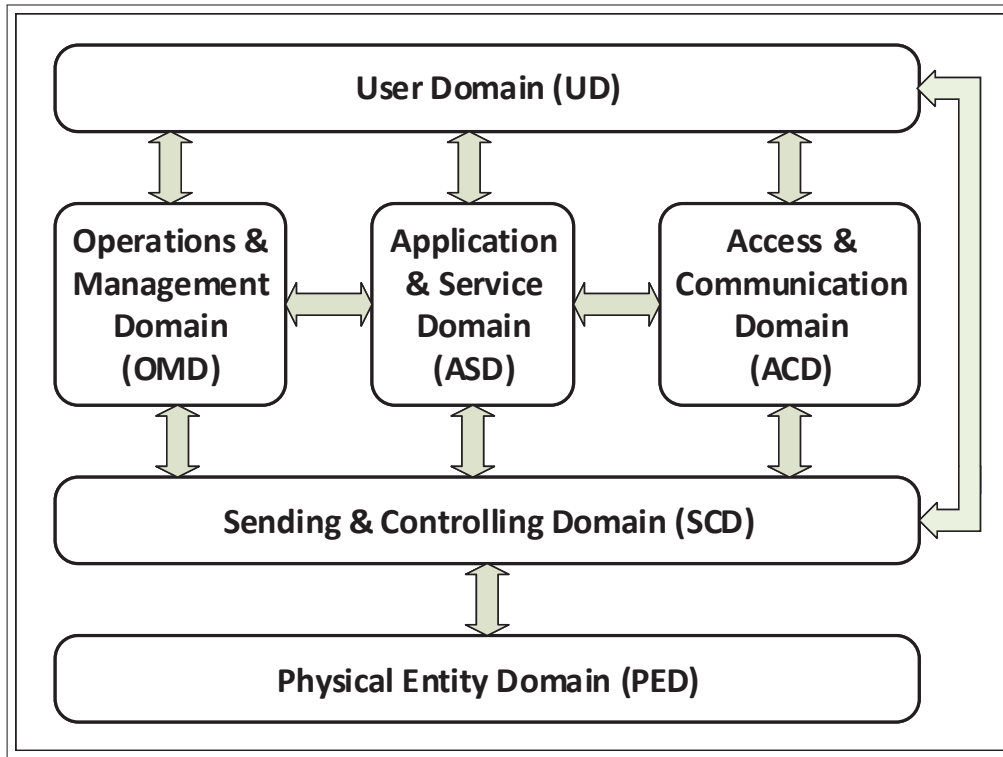 User Domain (UD)
Operations &
Management
Domain
(OMD)
Application
& Service
Domain
(ASD)
Access &
Communication
Domain
(ACD)
Sending & Controlling Domain (SCD)
Physical Entity Domain (PED)